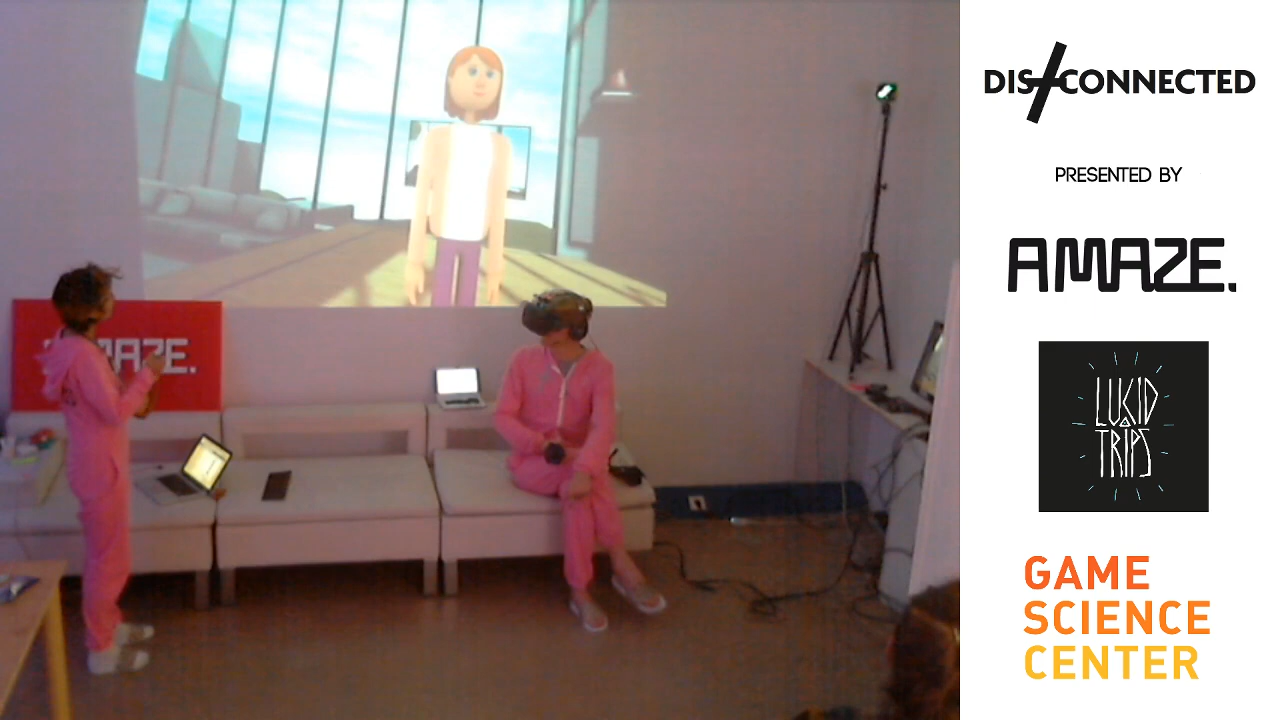 AMAZE.
DIS/CONNECTED
PRESENTED BY
AMAZE.
LUCID
TRIPS
GAME
SCIENCE
CENTER